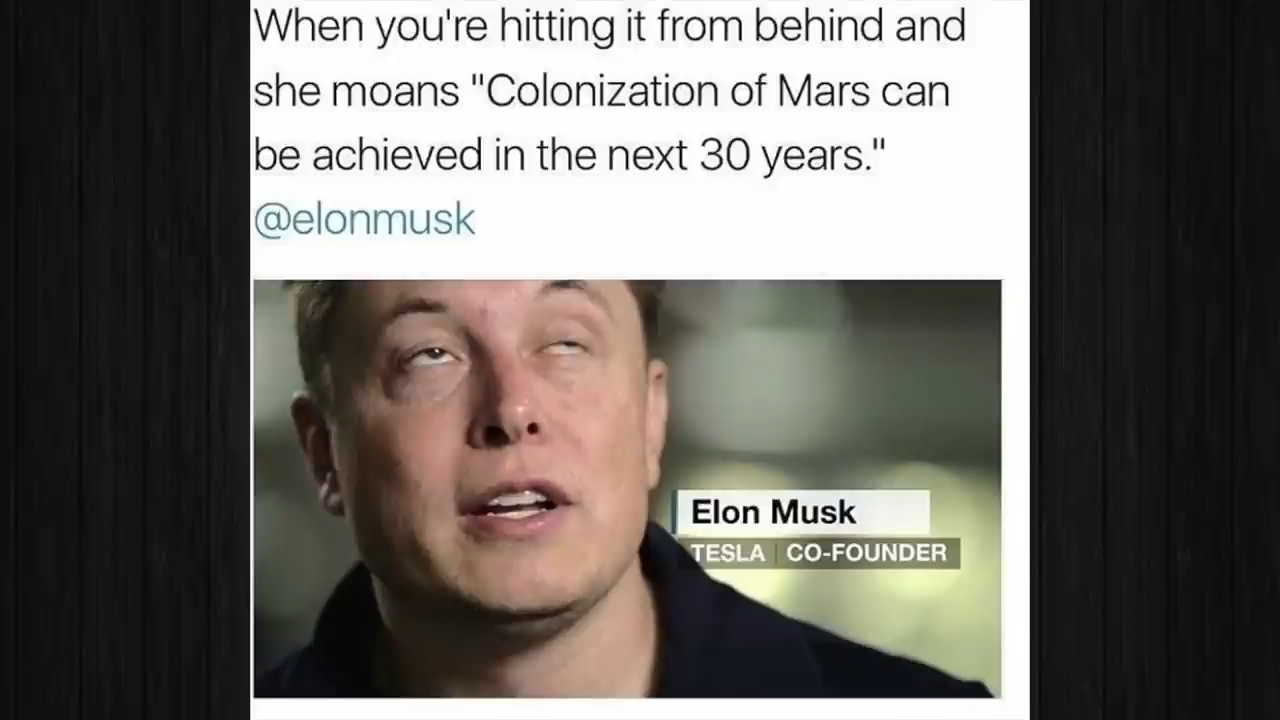 When you're hitting it from behind and
she moans "Colonization of Mars can
be achieved in the next 30 years."
@elonmusk
Elon Musk
TESLA | CO-FOUNDER